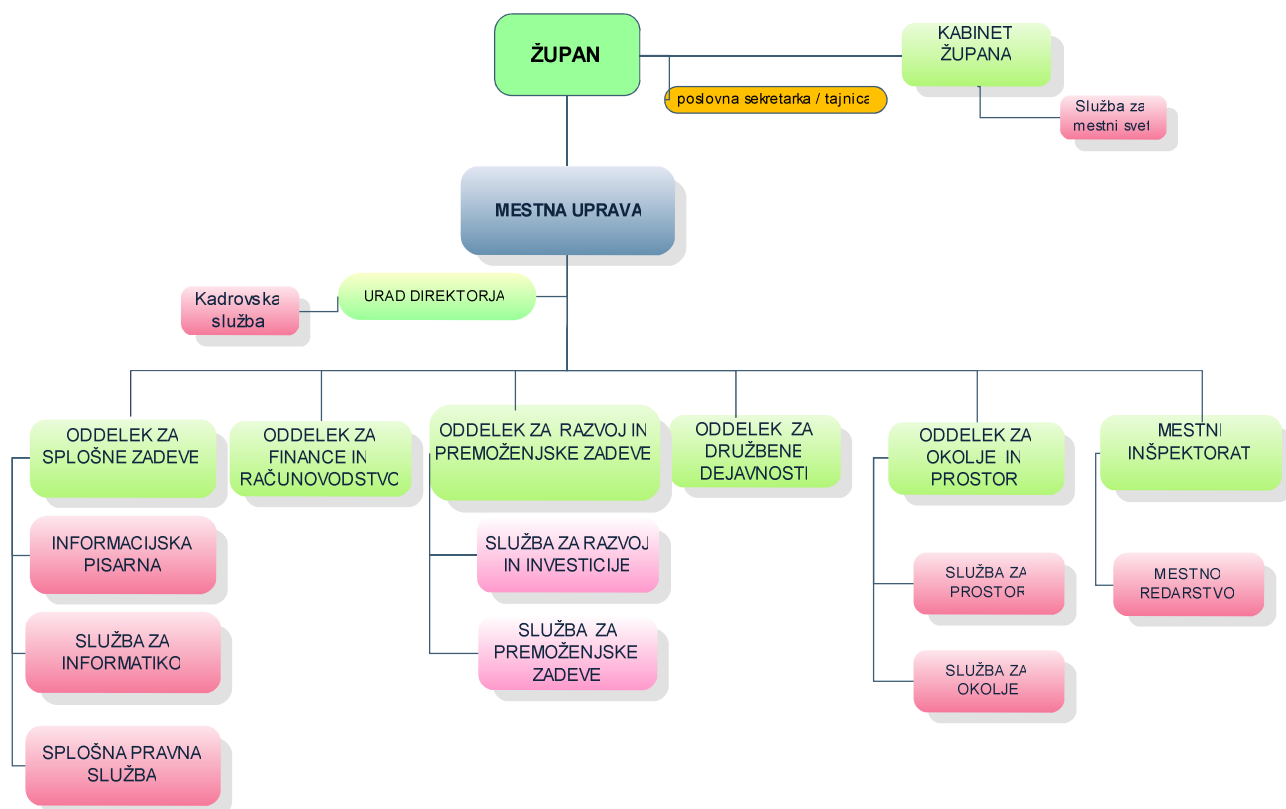 ŽUPAN
KABINET
ŽUPANA
poslovna sekretarka / tajnica
Služba za
mestni svet
MESTNA UPRAVA
URAD DIREKTORJA
Kadrovska
služba
ODDELEK ZA
SPLOŠNE ZADEVE
ODDELEK ZA
FINANCE IN
RAČUNOVODSTVO
ODDELEK ZA RAZVOJ IN
PREMOŽENJSKE ZADEVE
ODDELEK ZA
DRUŽBENE
DEJAVNOSTI
ODDELEK ZA
OKOLJE IN
PROSTOR
MESTNI
INŠPEKTORAT
INFORMACIJSKA
PISARNA
SLUŽBA ZA RAZVOJ
IN INVESTICIJE
SLUŽBA ZA
PROSTOR
MESTNO
REDARSTVO
SLUŽBA ZA
INFORMATIKO
SLUŽBA ZA
PREMOŽENJSKE
ZADEVE
SLUŽBA ZA
OKOLJE
SPLOŠNA PRAVNA
SLUŽBA